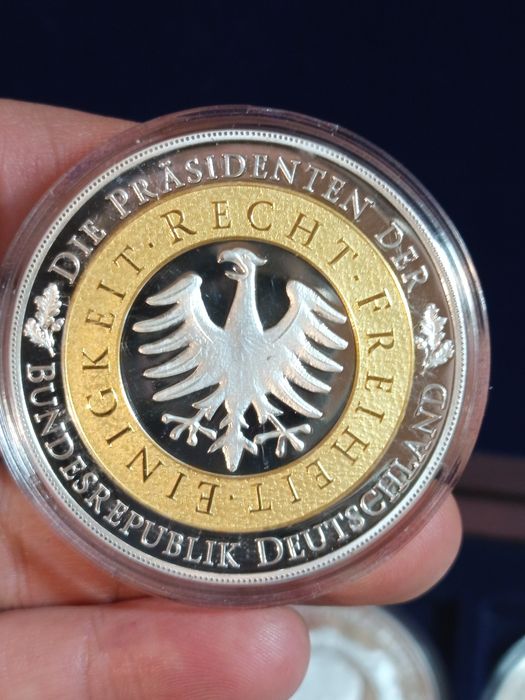 DIE PRÄSIDENTEN DER
BUNDESREPUBLIK DEUTSCHLAND
EINIGKEIT · RECHT · FREIHEIT ·